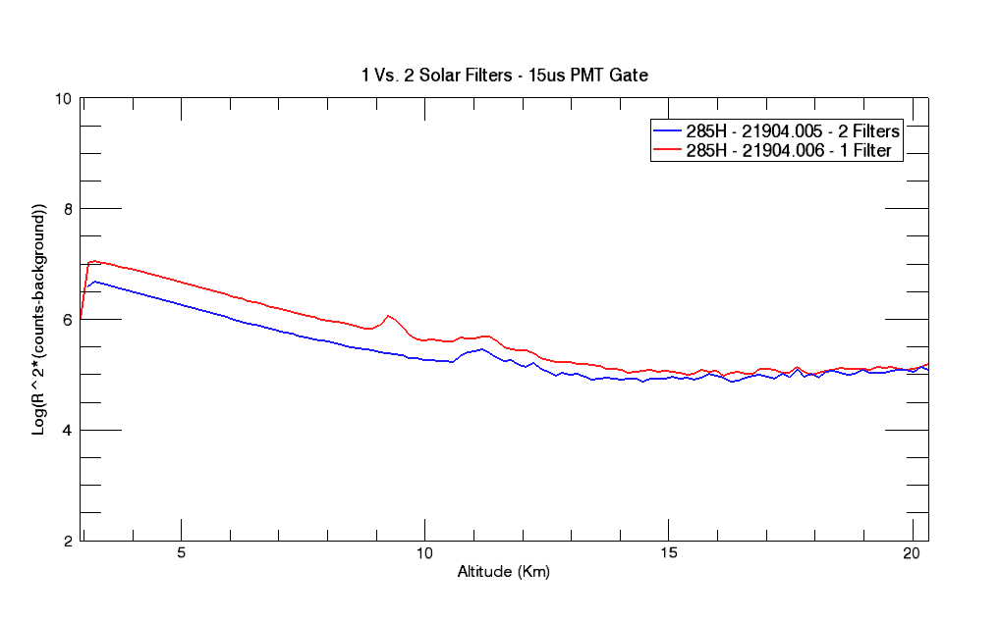 1 Vs. 2 Solar Filters - 15us PMT Gate
10
285H - 21904.005 - 2 Filters
285H - 21904.006 - 1 Filter
8
Log(R ^ 2*(counts-background))
6
4
2
5
10
15
20
Altitude (Km)